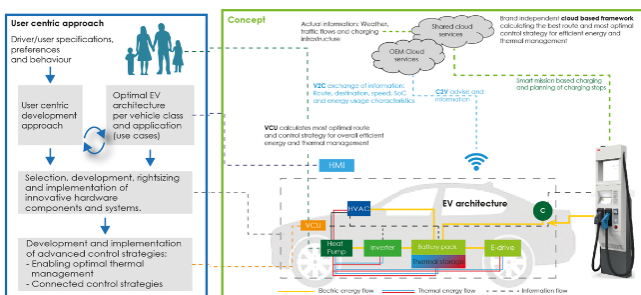 User centric approach
Driver/user specifications,
preferences
and behaviour
User centric
development
approach
Optimal EV
architecture
per vehicle class
and application
(use cases)
Selection, development, rightsizing
and implementation of
innovative hardware
components and systems.
Development and implementation
of advanced control strategies:
- Enabling optimal thermal
management
- Connected control strategies
Concept
Actual information: Weather,
traffic flows and charging
infrastructure
Shared cloud
services
OEM Cloud
services
Brand independent cloud based framework
calculating the best route and most optimal
control strategy for efficient energy and
thermal management
V2C exchange of information:
Route, destination, speed, SoC
and energy usage characteristics
C2V advise and
information
Smart mission based charging
and planning of charging stops
VCU calculates most optimal route
and control strategy for overall efficient
energy and thermal management
HMI
EV architecture
HVAC
C
VCU
Heat
Pump
Inverter
Battery pack
Thermal storage
E-drive
Electric energy flow
Thermal energy flow
Information flow